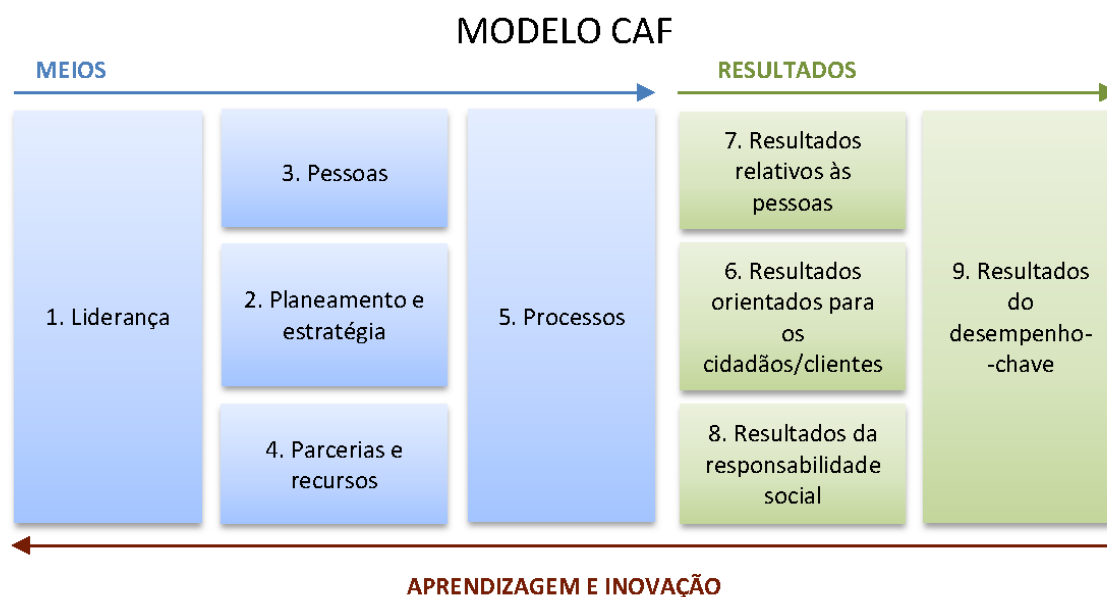 MODELO CAF
MEIOS
RESULTADOS
1. Liderança
3. Pessoas
2. Planeamento e
estratégia
4. Parcerias e
recursos
5. Processos
7. Resultados
relativos às
pessoas
6. Resultados
orientados para
os
cidadãos/clientes
8. Resultados da
responsabilidade
social
9. Resultados
do
desempenho-
-chave
APRENDIZAGEM E INOVAÇÃO